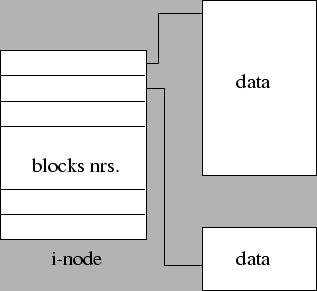 data
blocks nrs.
i-node
data